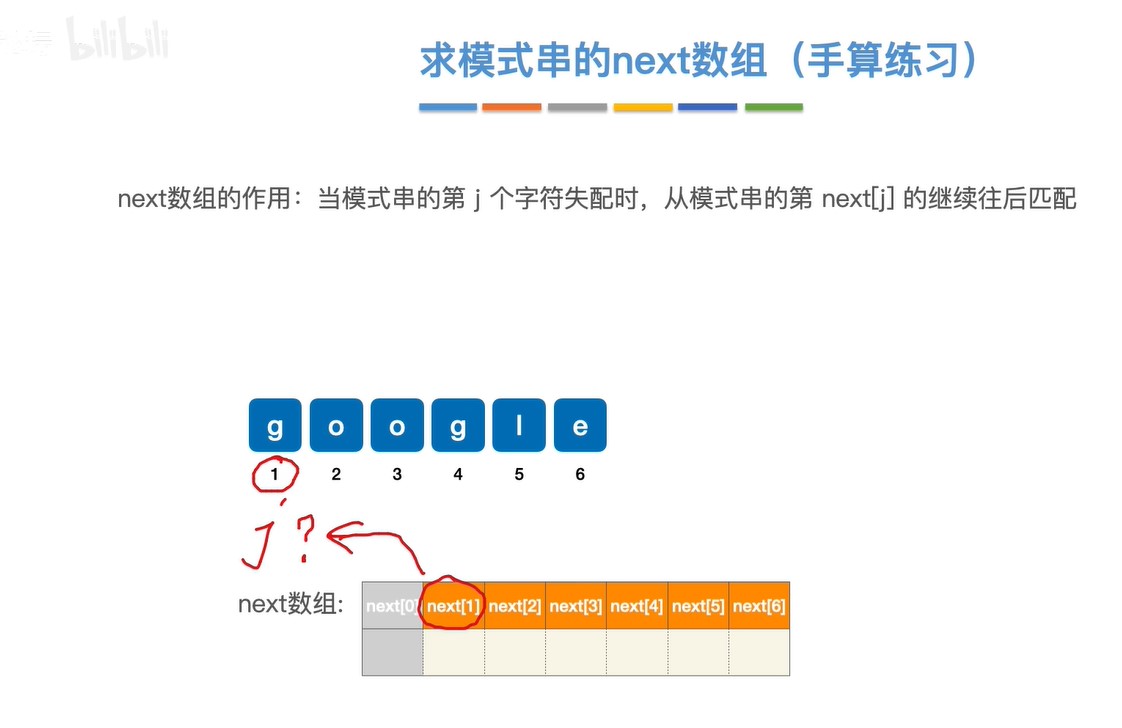 bilibili
求模式串的next数组（手算练习）
next数组的作用：当模式串的第 j 个字符失配时，从模式串的第 next[j] 的继续往后匹配
g o o g l e
1 2 3 4 5 6
j ?
next数组:
next[0] next[1] next[2] next[3] next[4] next[5] next[6]